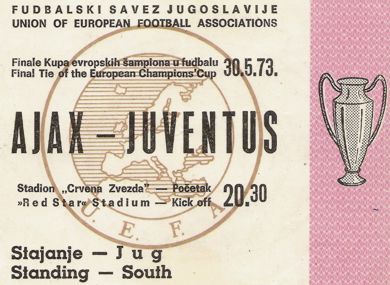 FUDBALSKI SAVEZ JUGOSLAVIJE
UNION OF EUROPEAN FOOTBALL ASSOCIATIONS
Finale Kupa evropskih šampiona u fudbalu
Final Tie of the European Champions'Cup
30.5.73.
AJAX — JUVENTUS
Stadion „Crvena Zvezda" — Početak
»Red Star« Stadium — Kick off
20.30
U.E.F.A
Stajanje — Jug
Standing — South